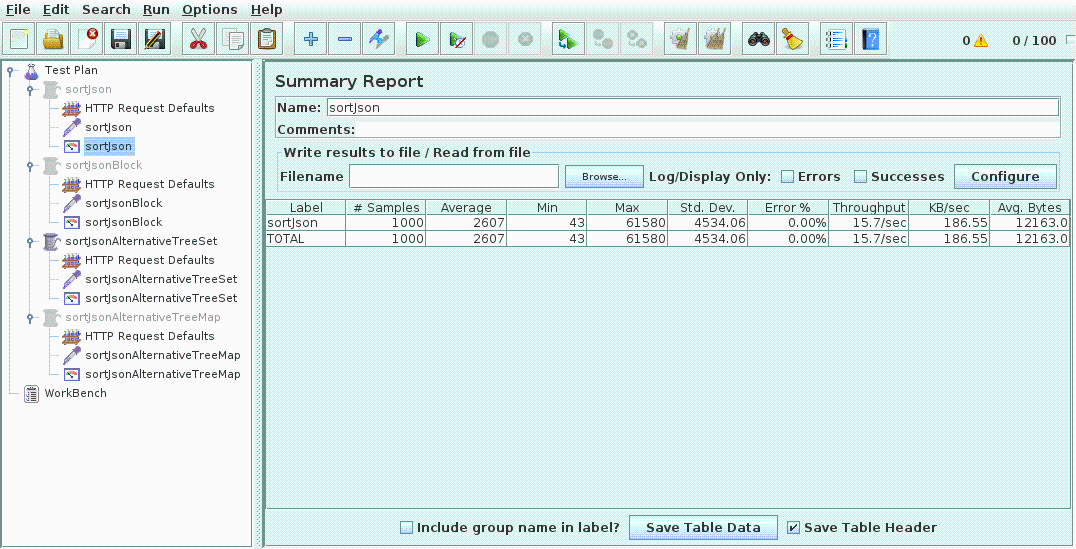 File Edit Search Run Options Help
0 0 / 100
Test Plan
sortJson
HTTP Request Defaults
sortJson
sortJson
sortJsonBlock
HTTP Request Defaults
sortJsonBlock
sortJsonBlock
sortJsonAlternativeTreeSet
HTTP Request Defaults
sortJsonAlternativeTreeSet
sortJsonAlternativeTreeSet
sortJsonAlternativeTreeMap
HTTP Request Defaults
sortJsonAlternativeTreeMap
sortJsonAlternativeTreeMap
WorkBench
Summary Report
Name: sortJson
Comments:
Write results to file / Read from file
Filename Browse... Log/Display Only: Errors Successes Configure
Label # Samples Average Min Max Std. Dev. Error % Throughput KB/sec Avg. Bytes
sortJson 1000 2607 43 61580 4534.06 0.00% 15.7/sec 186.55 12163.0
TOTAL 1000 2607 43 61580 4534.06 0.00% 15.7/sec 186.55 12163.0
Include group name in label? Save Table Data Save Table Header